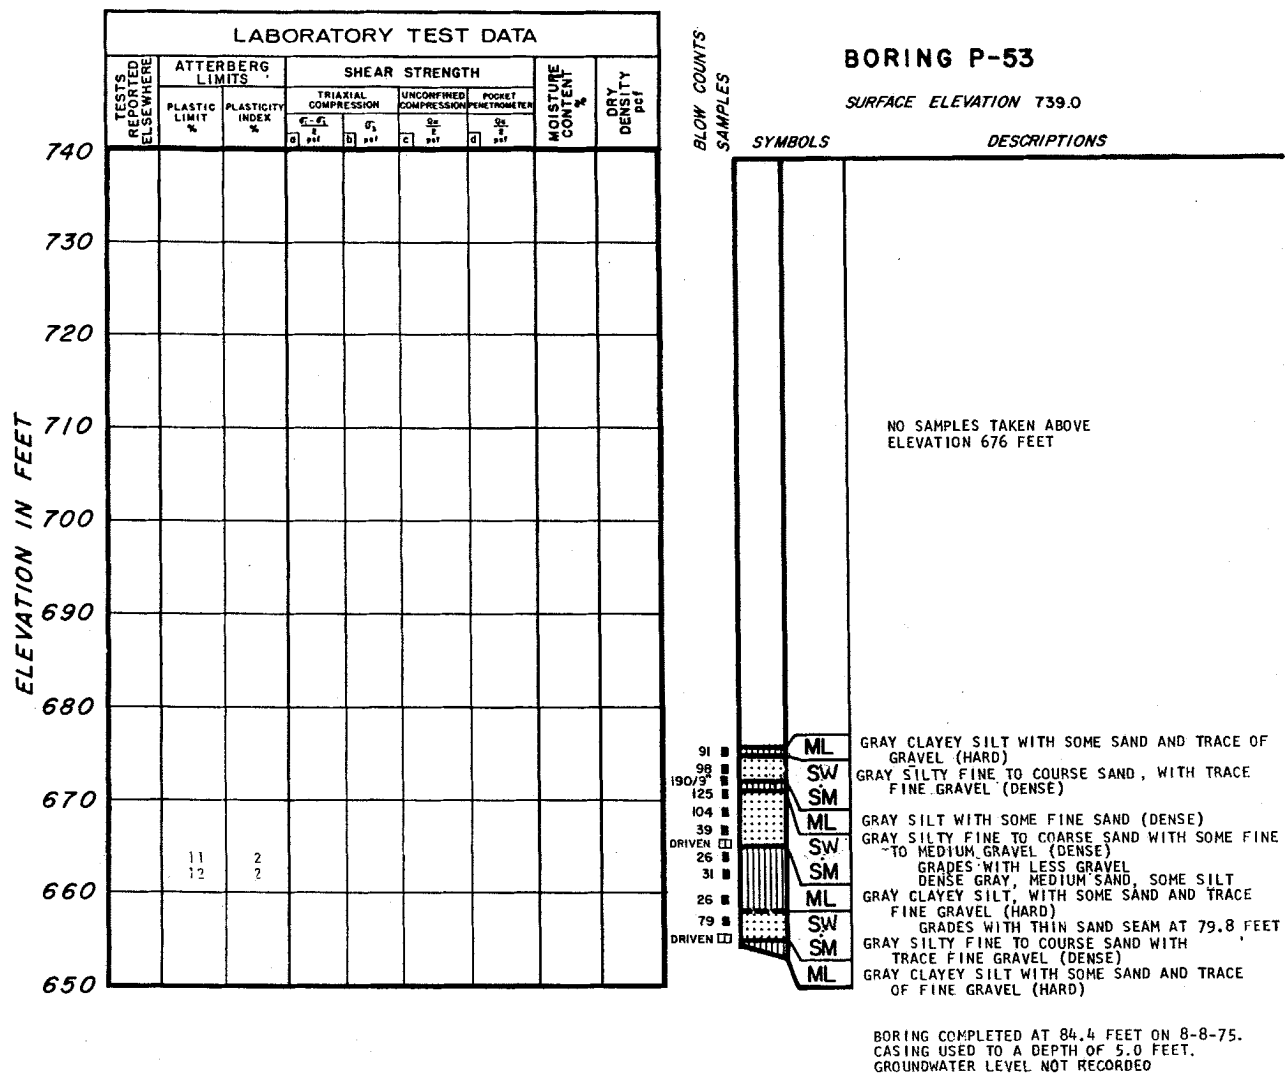 LABORATORY TEST DATA
TESTS REPORTED ELSEWHERE
ATTERBERG LIMITS
SHEAR STRENGTH
MOISTURE CONTENT %
DRY DENSITY pcf
PLASTIC LIMIT %
PLASTICITY INDEX %
TRIAXIAL COMPRESSION
UNCONFINED COMPRESSION
POCKET PENETROMETER
a
b
c
d
BLOW COUNTS
SAMPLES
BORING P-53
SURFACE ELEVATION 739.0
SYMBOLS
DESCRIPTIONS
ELEVATION IN FEET
740
730
720
710
700
690
680
670
660
650
11 2
12 2
NO SAMPLES TAKEN ABOVE
ELEVATION 676 FEET
91
98
190/9"
125
104
39
DRIVEN
26
31
26
79
DRIVEN
ML
SW
SM
ML
SW
SM
ML
SW
SM
ML
GRAY CLAYEY SILT WITH SOME SAND AND TRACE OF
GRAVEL (HARD)
GRAY SILTY FINE TO COURSE SAND, WITH TRACE
FINE GRAVEL (DENSE)
GRAY SILT WITH SOME FINE SAND (DENSE)
GRAY SILTY FINE TO COARSE SAND WITH SOME FINE
TO MEDIUM GRAVEL (DENSE)
GRADES WITH LESS GRAVEL
DENSE GRAY, MEDIUM SAND, SOME SILT
GRAY CLAYEY SILT, WITH SOME SAND AND TRACE
FINE GRAVEL (HARD)
GRADES WITH THIN SAND SEAM AT 79.8 FEET
GRAY SILTY FINE TO COURSE SAND WITH
TRACE FINE GRAVEL (DENSE)
GRAY CLAYEY SILT WITH SOME SAND AND TRACE
OF FINE GRAVEL (HARD)
BORING COMPLETED AT 84.4 FEET ON 8-8-75.
CASING USED TO A DEPTH OF 5.0 FEET.
GROUNDWATER LEVEL NOT RECORDED